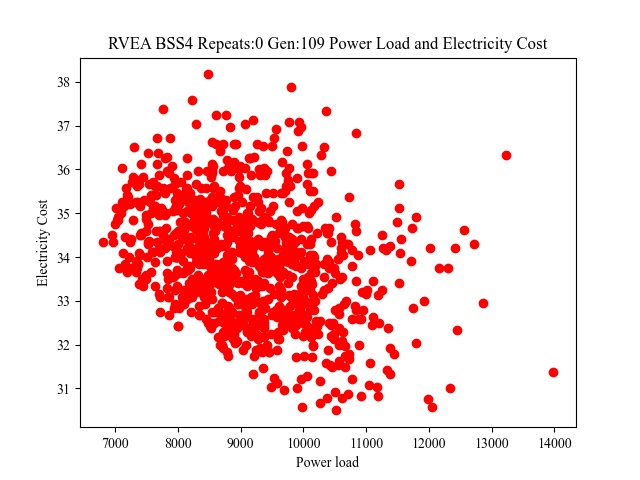 RVEA BSS4 Repeats:0 Gen:109 Power Load and Electricity Cost
38
37
36
35
34
33
32
31
Electricity Cost
7000 8000 9000 10000 11000 12000 13000 14000
Power load